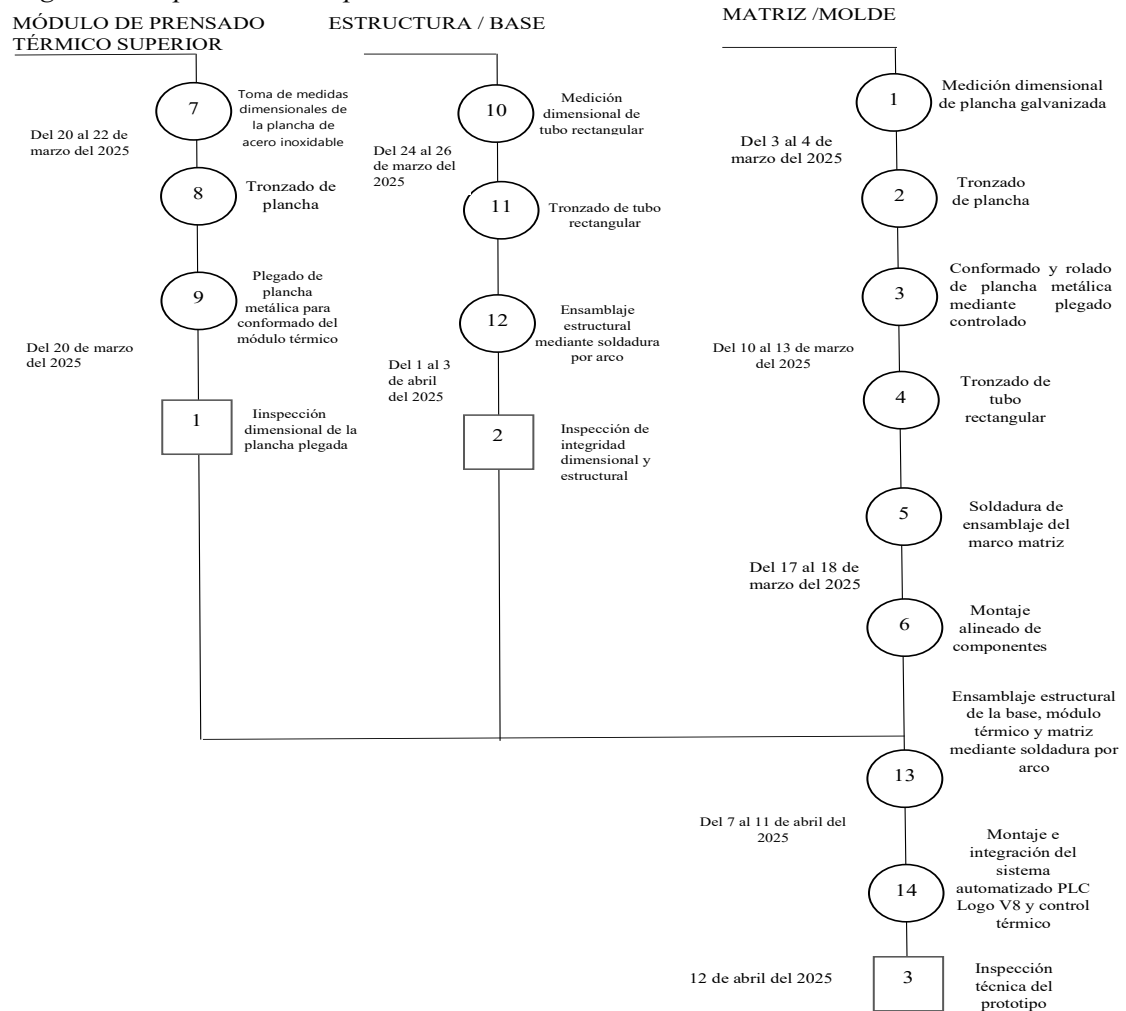 MÓDULO DE PRENSADO
TÉRMICO SUPERIOR
7
Toma de medidas
dimensionales de
la plancha de
acero inoxidable
Del 20 al 22 de
marzo del 2025
8
Tronzado de
plancha
9
Plegado de
plancha
metálica para
conformado del
módulo térmico
Del 20 de marzo
del 2025
1
Iinspección
dimensional de la
plancha plegada
ESTRUCTURA / BASE
10
Medición
dimensional de
tubo rectangular
Del 24 al 26
de marzo del
2025
11
Tronzado de tubo
rectangular
12
Ensamblaje
estructural
mediante soldadura
por arco
Del 1 al 3
de abril
del 2025
2
Inspección de
integridad
dimensional y
estructural
MATRIZ /MOLDE
1
Medición dimensional
de plancha galvanizada
Del 3 al 4 de
marzo del 2025
2
Tronzado
de plancha
3
Conformado y rolado
de plancha metálica
mediante plegado
controlado
Del 10 al 13 de marzo
del 2025
4
Tronzado de
tubo
rectangular
5
Soldadura de
ensamblaje del
marco matriz
Del 17 al 18 de
marzo del 2025
6
Montaje
alineado de
componentes
Ensamblaje estructural
de la base, módulo
térmico y matriz
mediante soldadura por
arco
13
Del 7 al 11 de abril del
2025
14
Montaje e
integración del
sistema
automatizado PLC
Logo V8 y control
térmico
12 de abril del 2025
3
Inspección
técnica del
prototipo